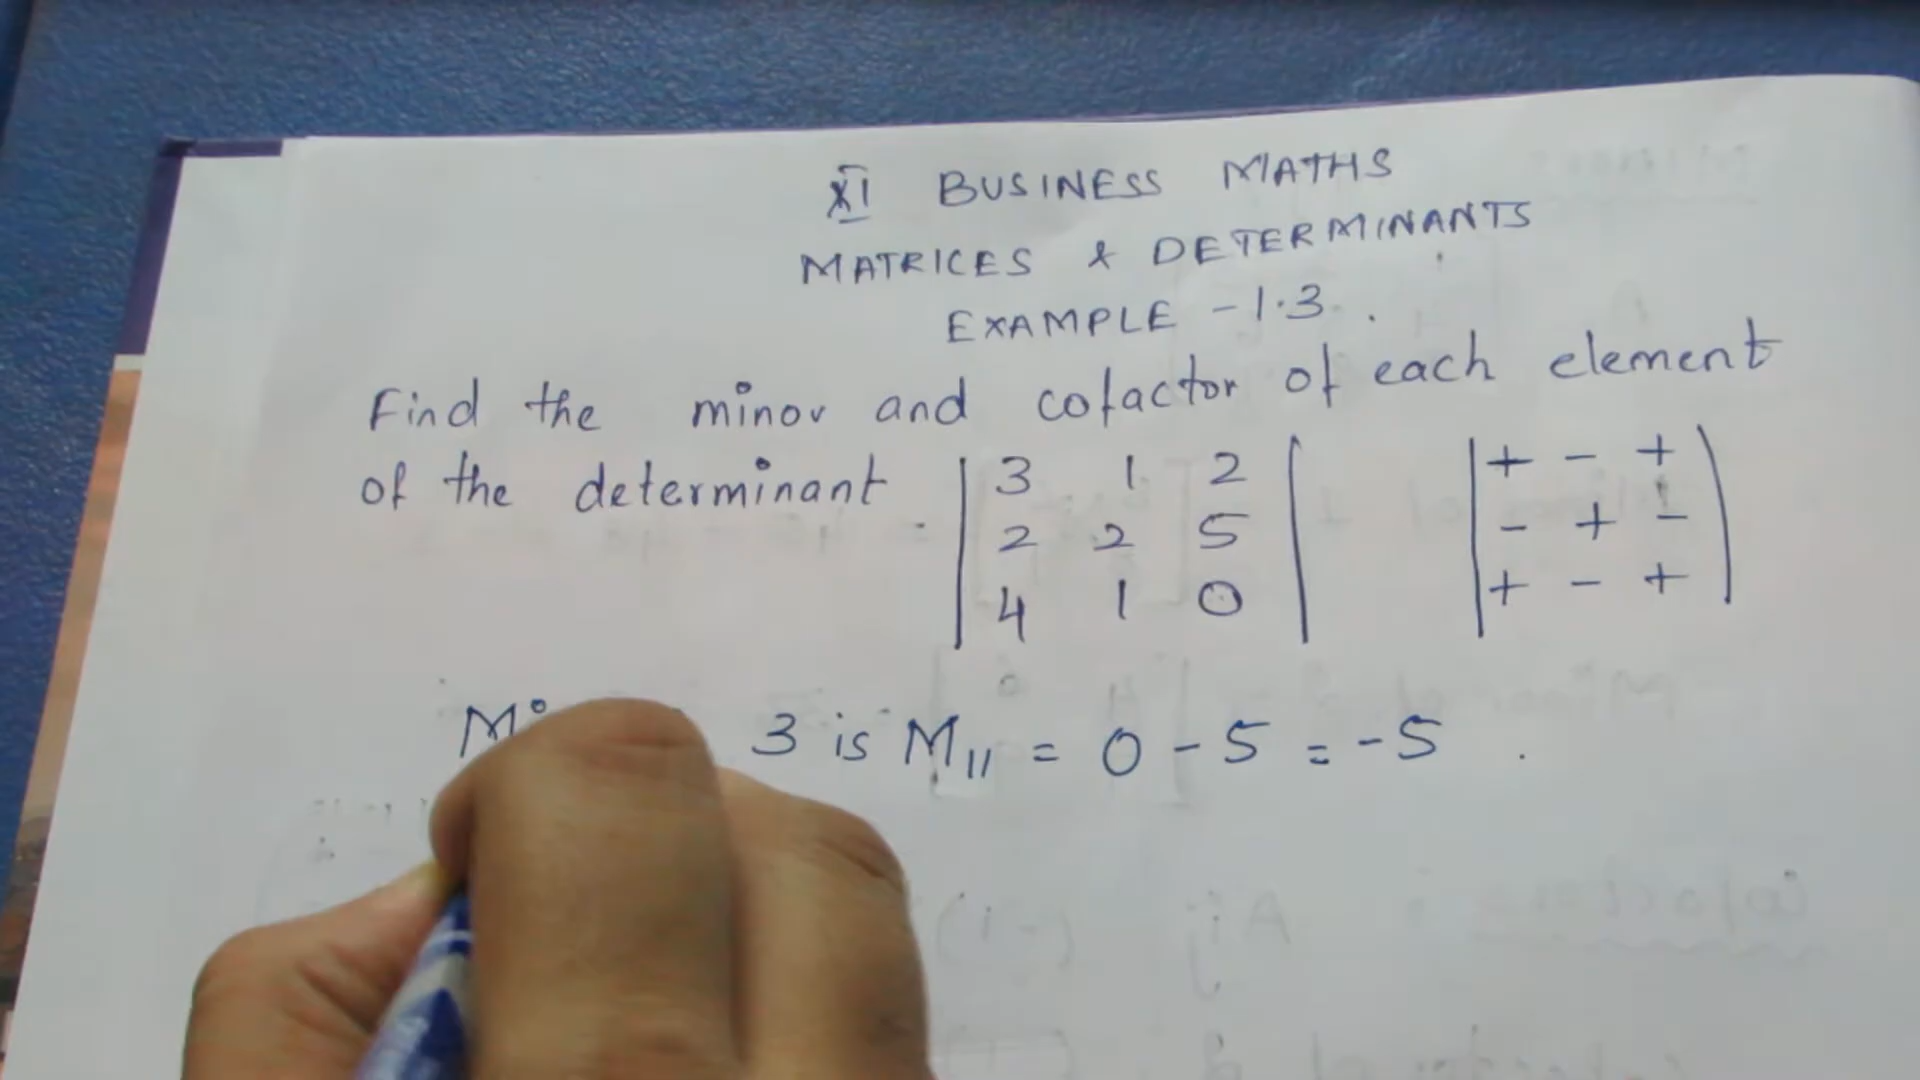 XI BUSINESS MATHS
MATRICES & DETERMINANTS
EXAMPLE - 1.3.
Find the minor and cofactor of each element
of the determinant
3 1 2
2 2 5
4 1 0
+ - +
- + -
+ - +
3 is M₁₁ = 0 - 5 = -5